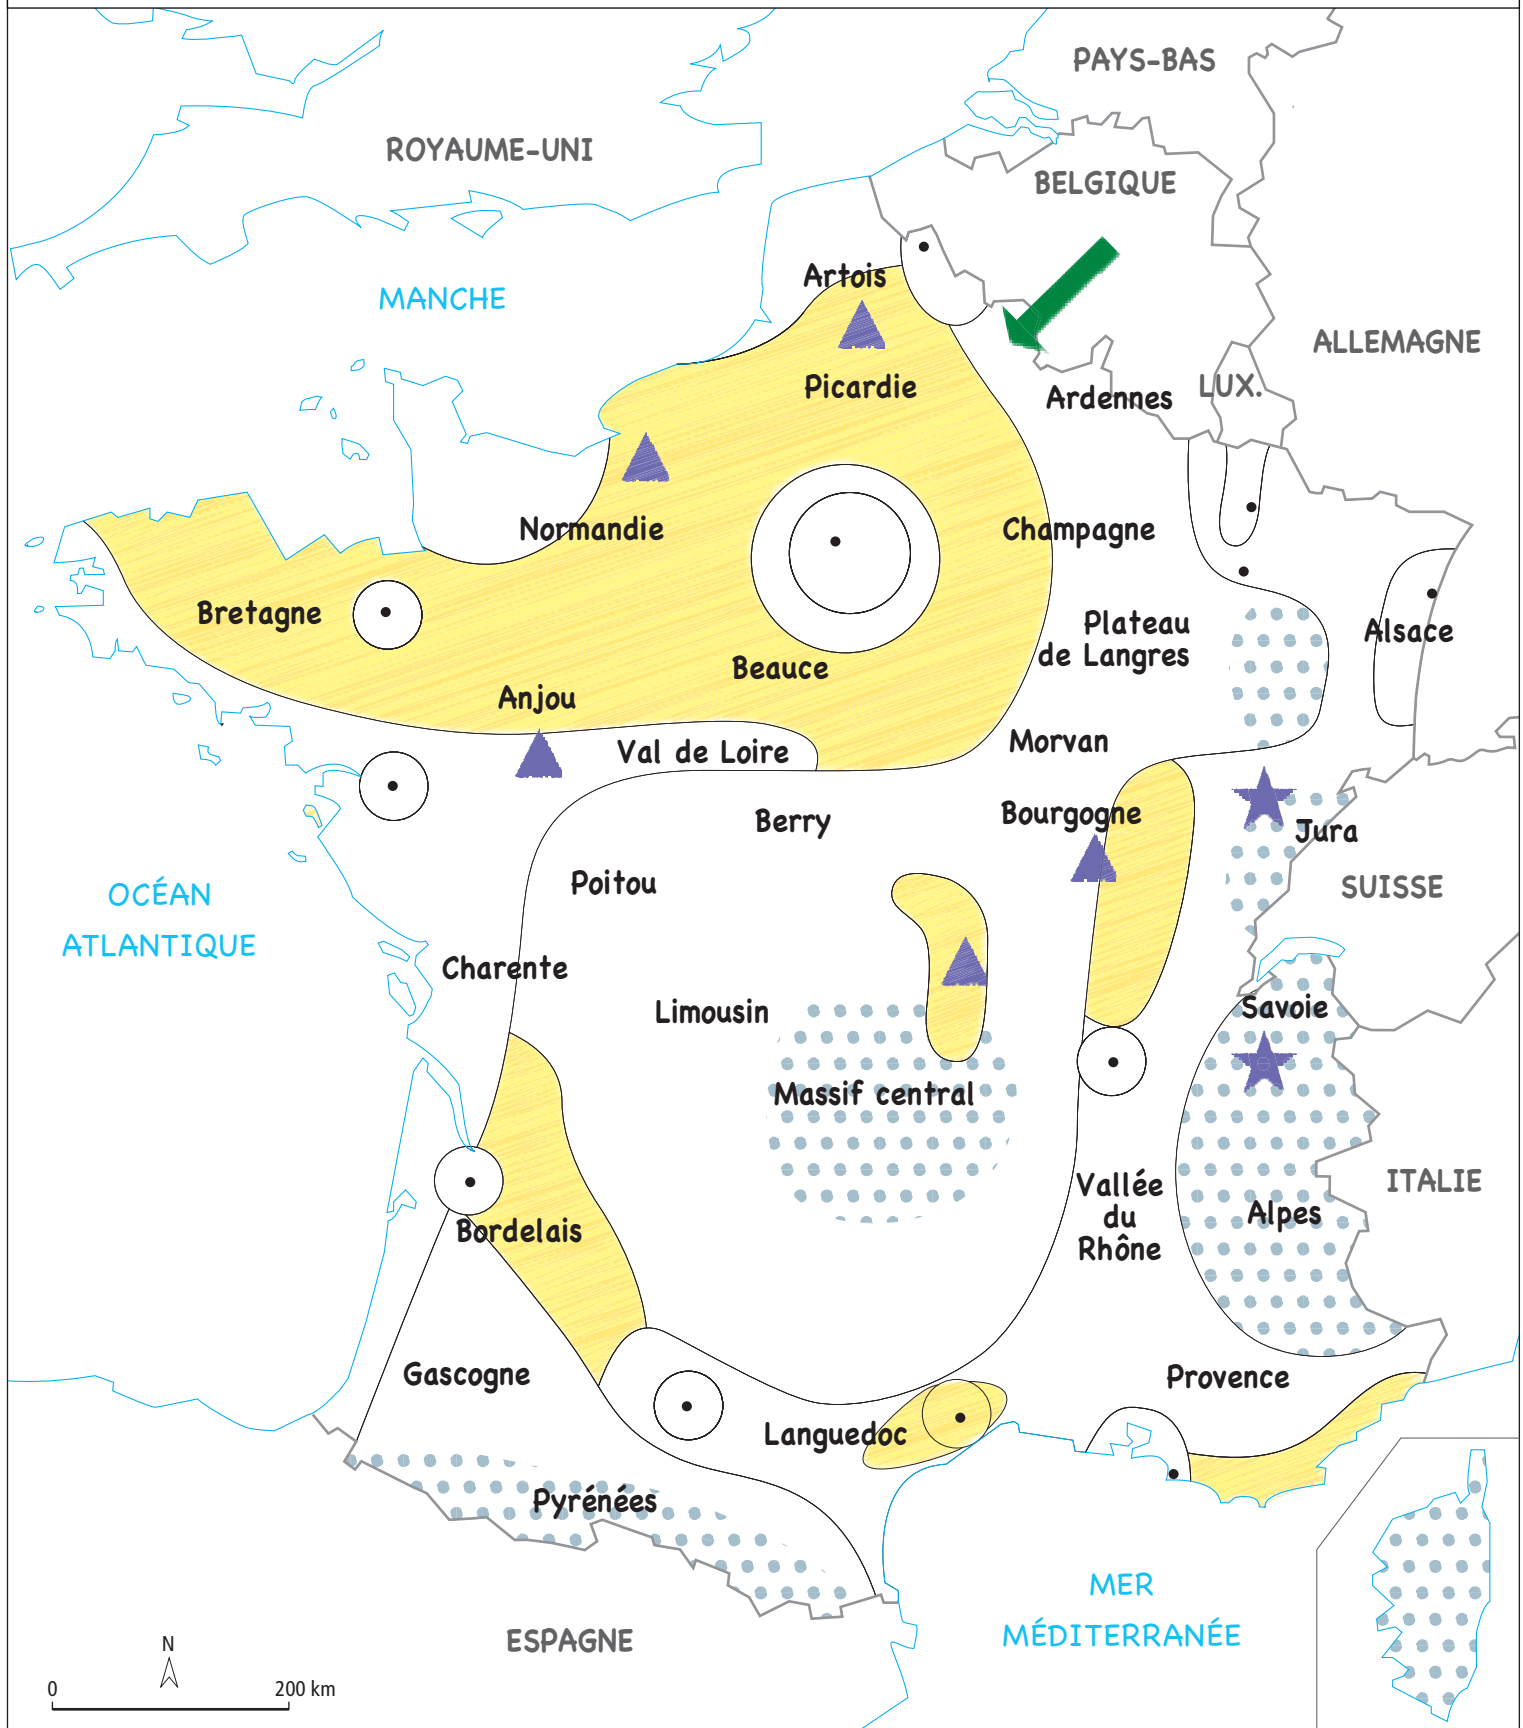 PAYS-BAS
ROYAUME-UNI
BELGIQUE
Artois
MANCHE
ALLEMAGNE
Picardie
Ardennes
LUX.
Normandie
Champagne
Bretagne
Plateau
de Langres
Alsace
Beauce
Anjou
Val de Loire
Morvan
Berry
Bourgogne
Jura
Poitou
SUISSE
OCÉAN
ATLANTIQUE
Charente
Limousin
Savoie
Massif central
Vallée
du
Rhône
ITALIE
Alpes
Bordelais
Gascogne
Provence
Languedoc
Pyrénées
MER
MÉDITERRANÉE
ESPAGNE
N
0 200 km